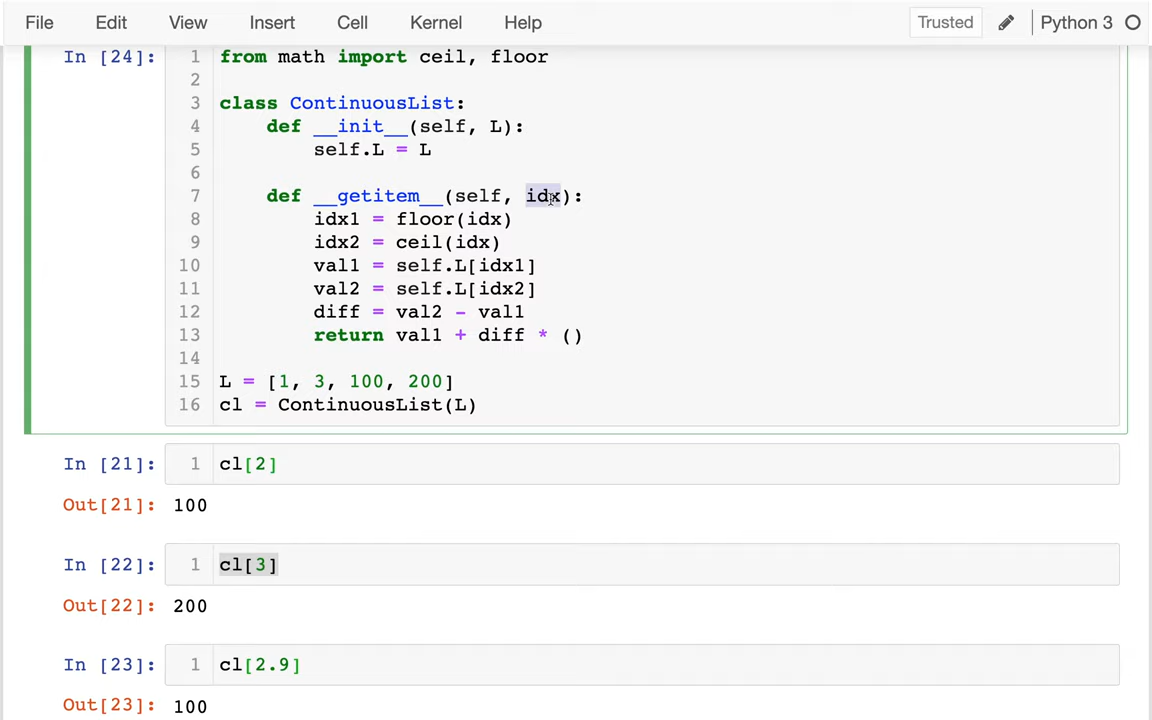 File Edit View Insert Cell Kernel Help Trusted Python 3
In [24]: 1 from math import ceil, floor
2
3 class ContinuousList:
4     def __init__(self, L):
5         self.L = L
6
7     def __getitem__(self, idx):
8         idx1 = floor(idx)
9         idx2 = ceil(idx)
10         val1 = self.L[idx1]
11         val2 = self.L[idx2]
12         diff = val2 - val1
13         return val1 + diff * ()
14
15 L = [1, 3, 100, 200]
16 cl = ContinuousList(L)
In [21]: 1 cl[2]
Out[21]: 100
In [22]: 1 cl[3]
Out[22]: 200
In [23]: 1 cl[2.9]
Out[23]: 100